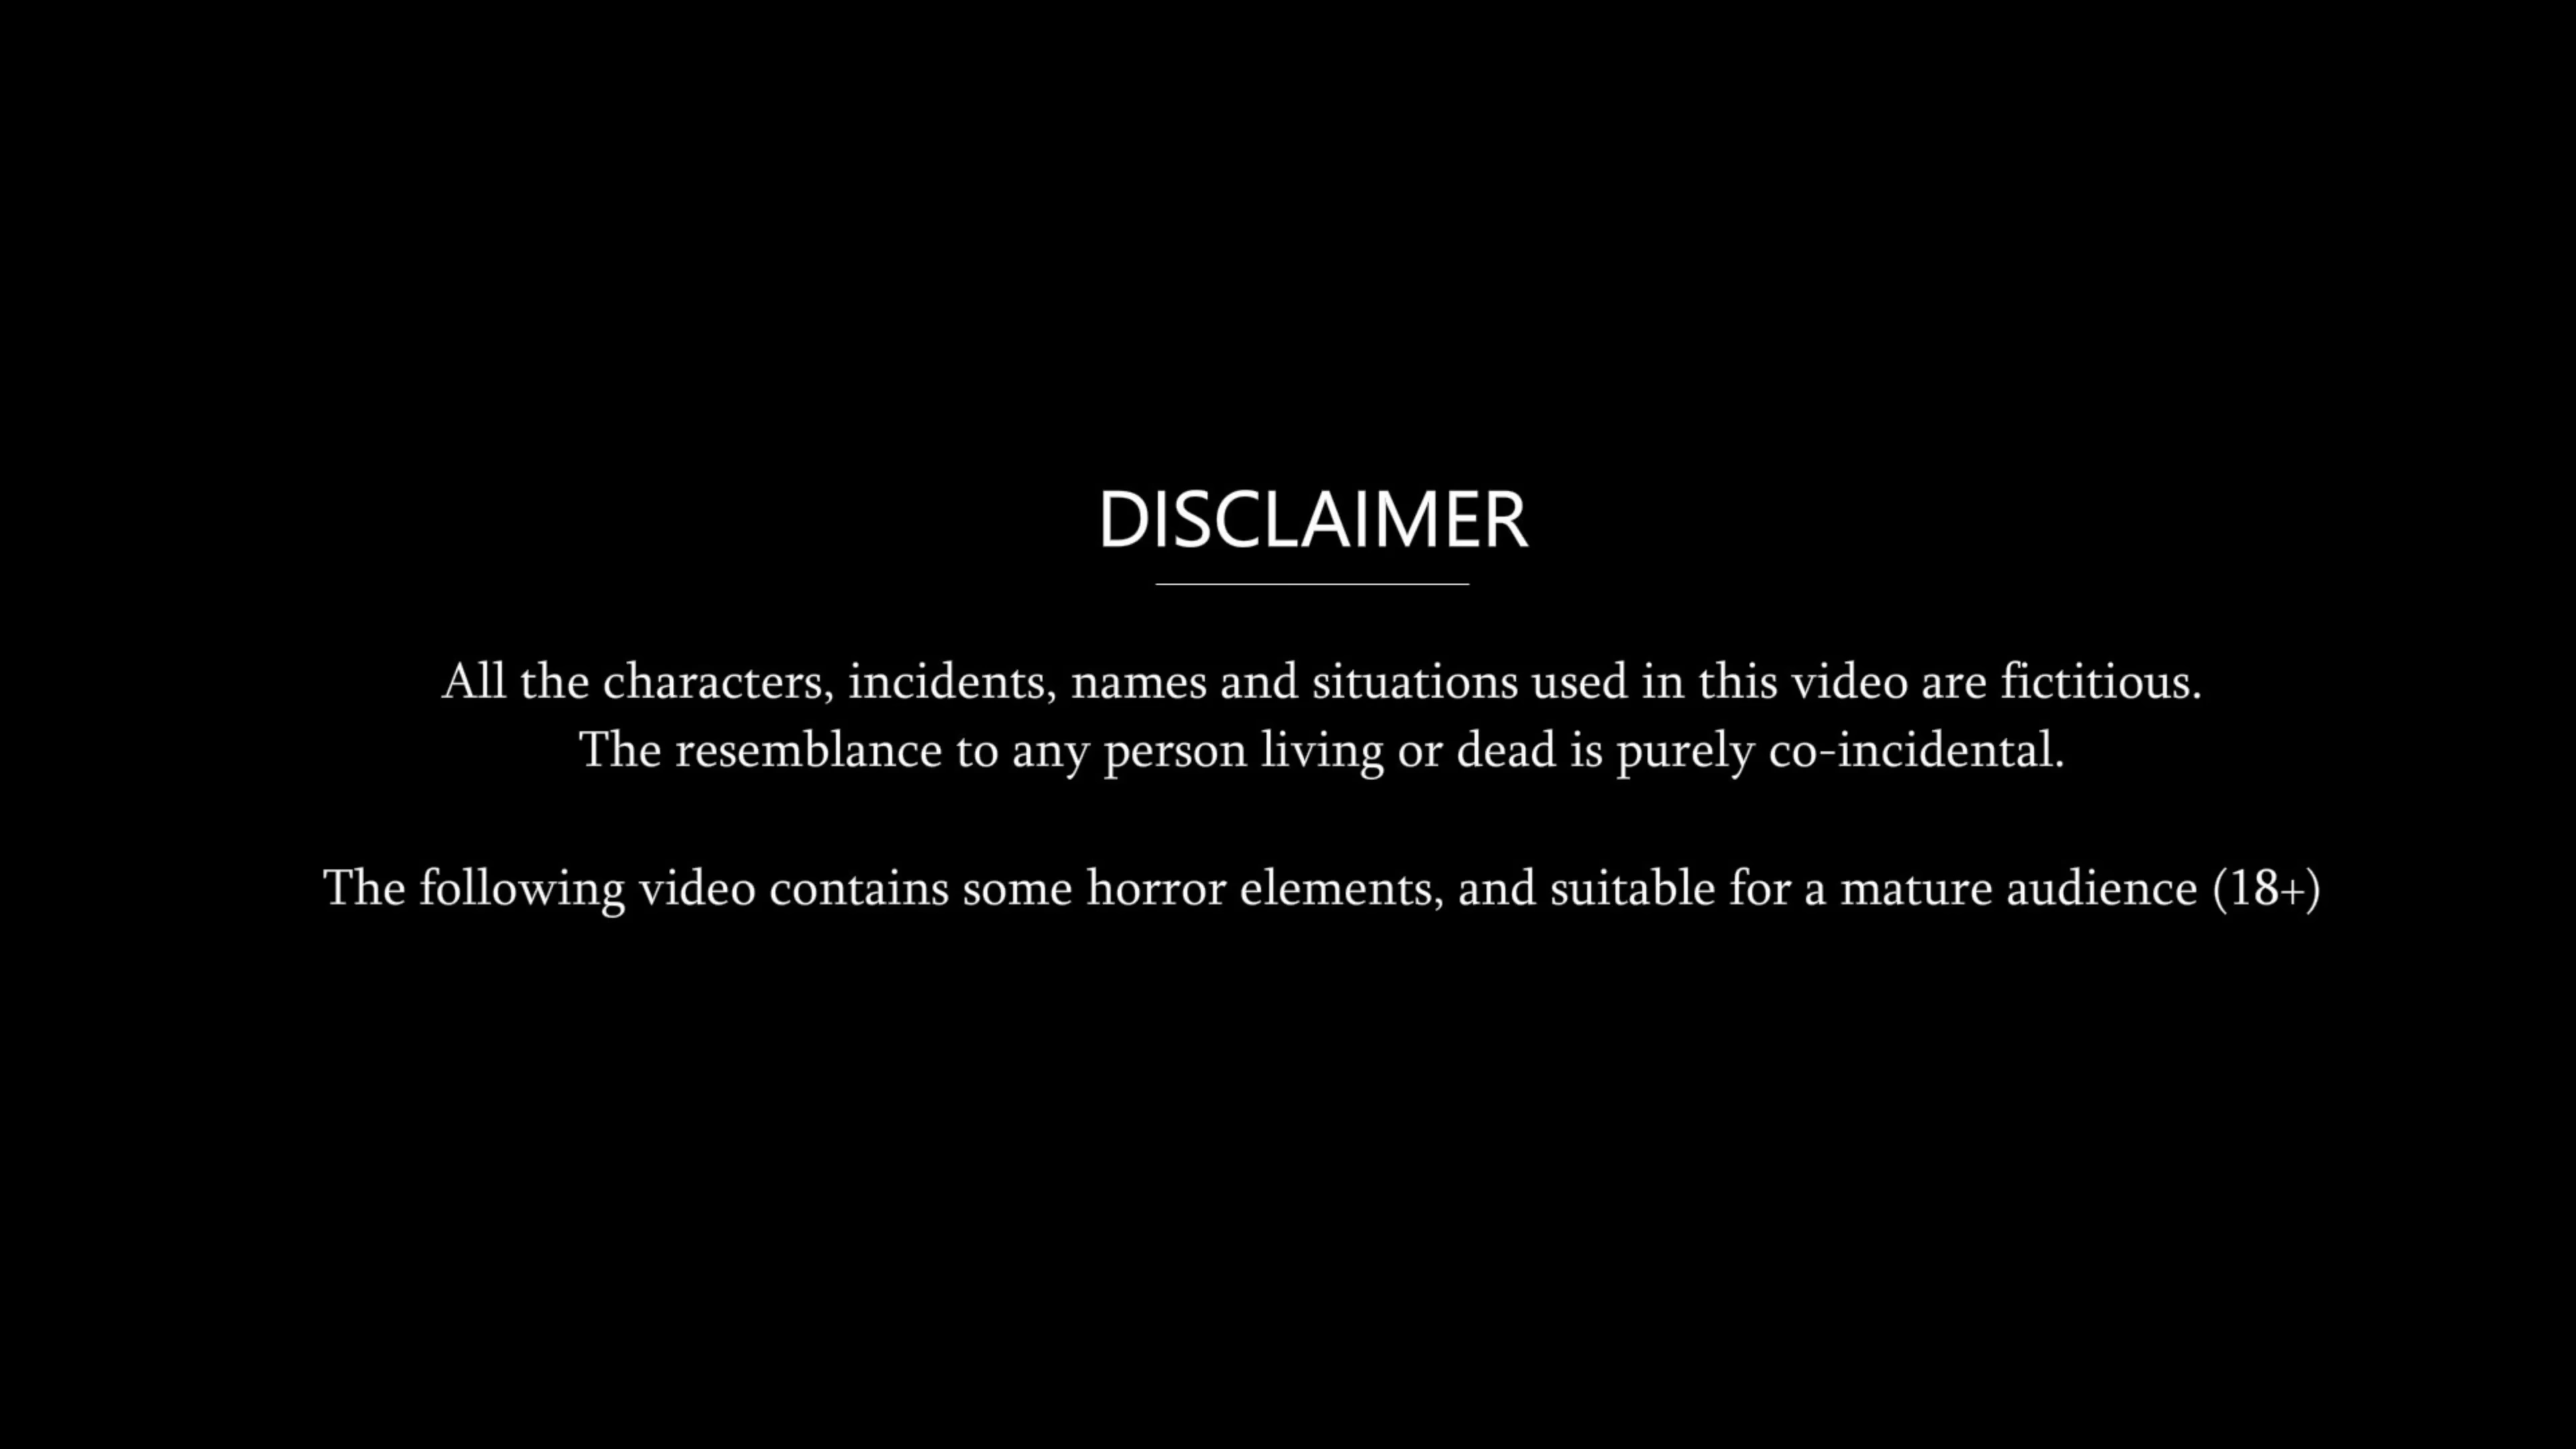 DISCLAIMER
All the characters, incidents, names and situations used in this video are fictitious.
The resemblance to any person living or dead is purely co-incidental.
The following video contains some horror elements, and suitable for a mature audience (18+)